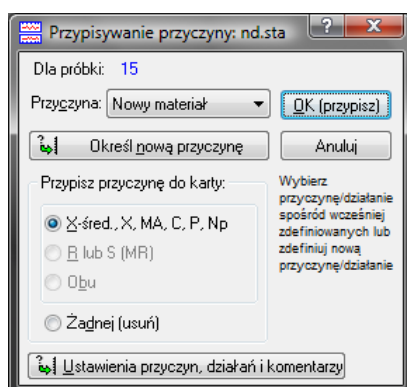 Przypisywanie przyczyny: nd.sta
Dla próbki: 15
Przyczyna: Nowy materiał
OK (przypisz)
Określ nową przyczynę
Anuluj
Przypisz przyczynę do karty:
X-śred., X, MA, C, P, Np
R lub S (MR)
Obu
Żadnej (usuń)
Wybierz
przyczynę/działanie
spośród wcześniej
zdefiniowanych lub
zdefiniuj nową
przyczynę/działanie
Ustawienia przyczyn, działań i komentarzy